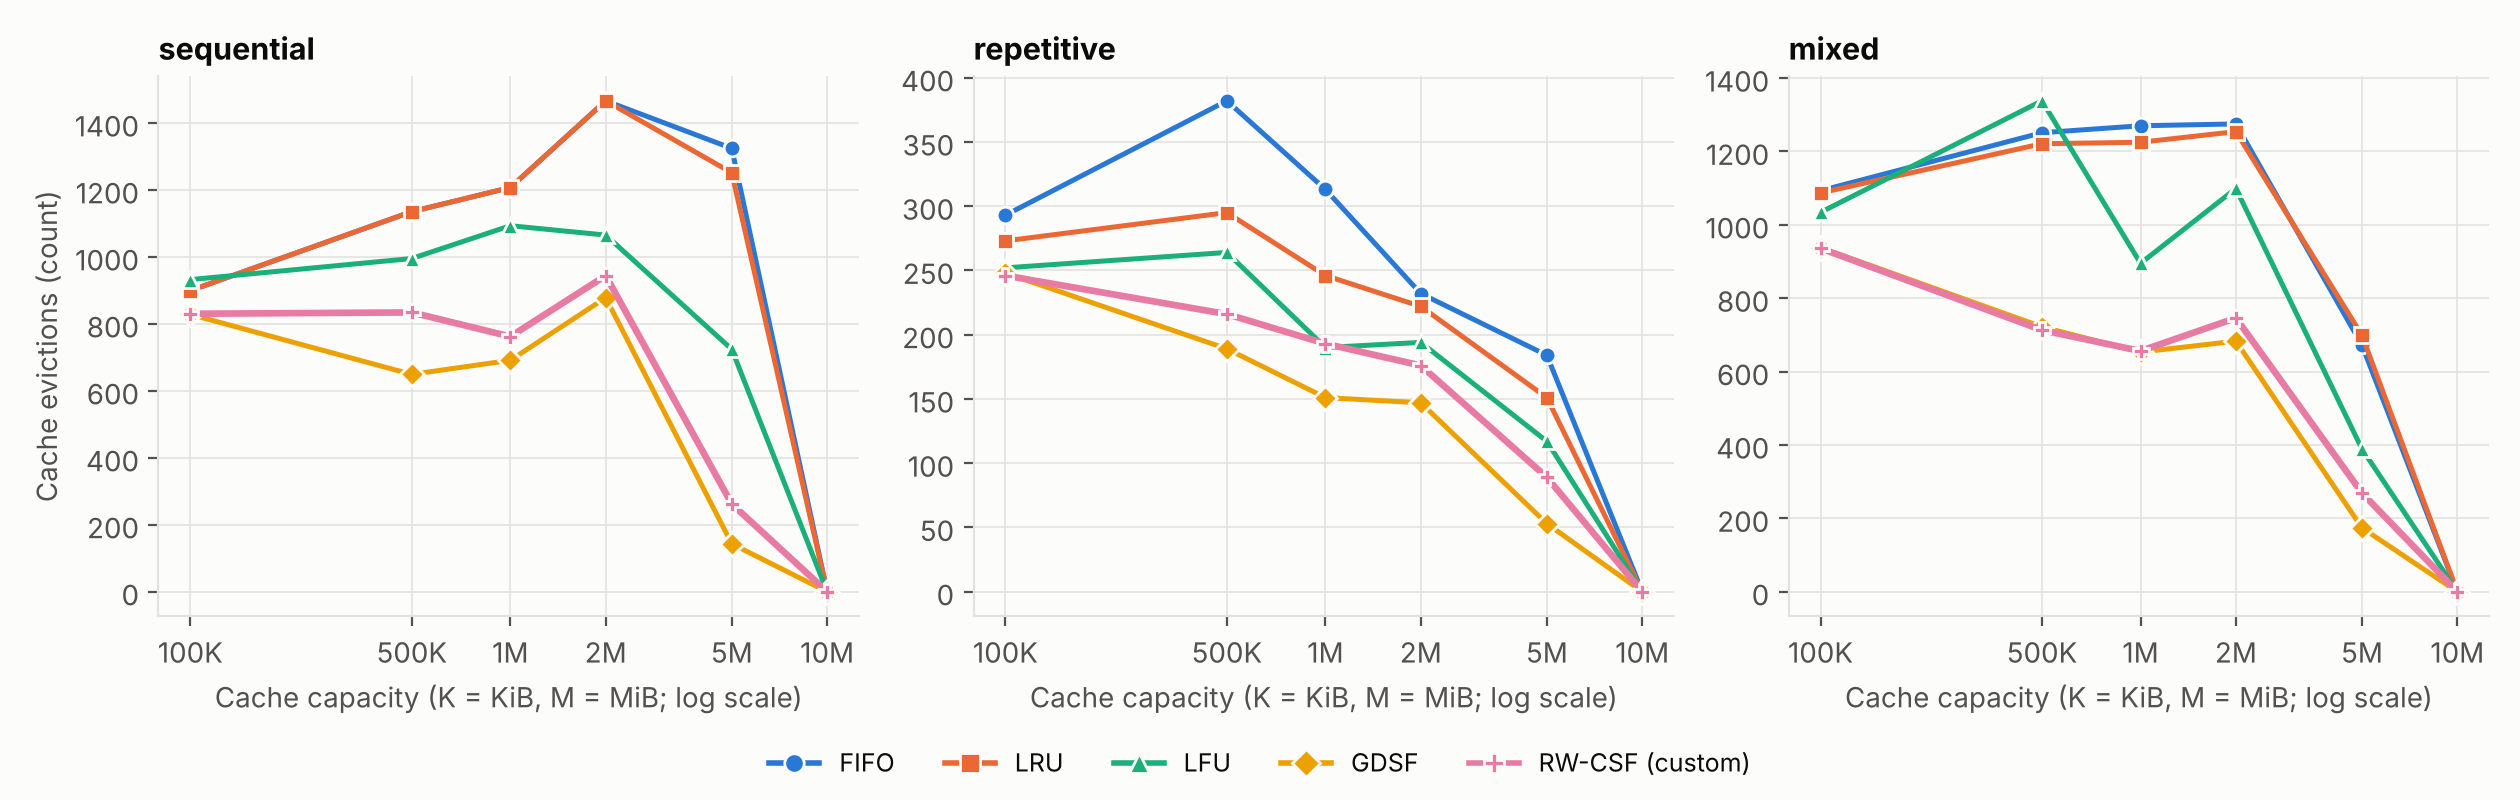 sequential
repetitive
mixed
Cache evictions (count)
1400
1200
1000
800
600
400
200
0
100K 500K 1M 2M 5M 10M
Cache capacity (K = KiB, M = MiB; log scale)
400
350
300
250
200
150
100
50
0
100K 500K 1M 2M 5M 10M
Cache capacity (K = KiB, M = MiB; log scale)
1400
1200
1000
800
600
400
200
0
100K 500K 1M 2M 5M 10M
Cache capacity (K = KiB, M = MiB; log scale)
FIFO LRU LFU GDSF RW-CSF (custom)